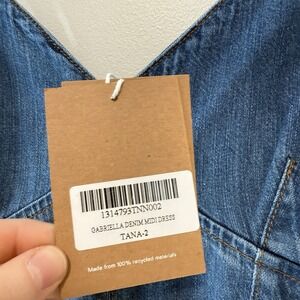 1314793TNN002
GABRIELLA DENIM MIDI DRESS
TANA-2
Made from 100% recycled materials